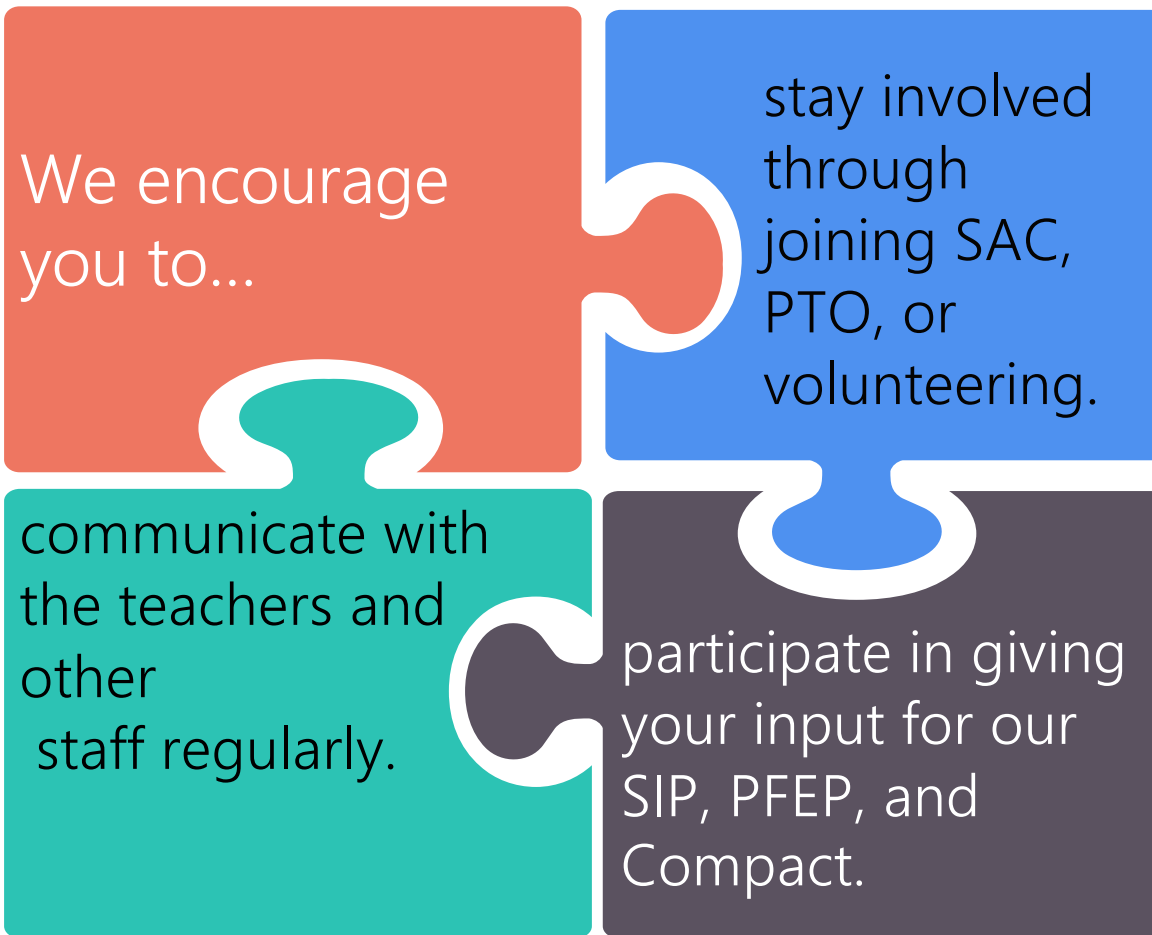 We encourage
you to...
stay involved
through
joining SAC,
PTO, or
volunteering.
communicate with
the teachers and
other
staff regularly.
participate in giving
your input for our
SIP, PFEP, and
Compact.